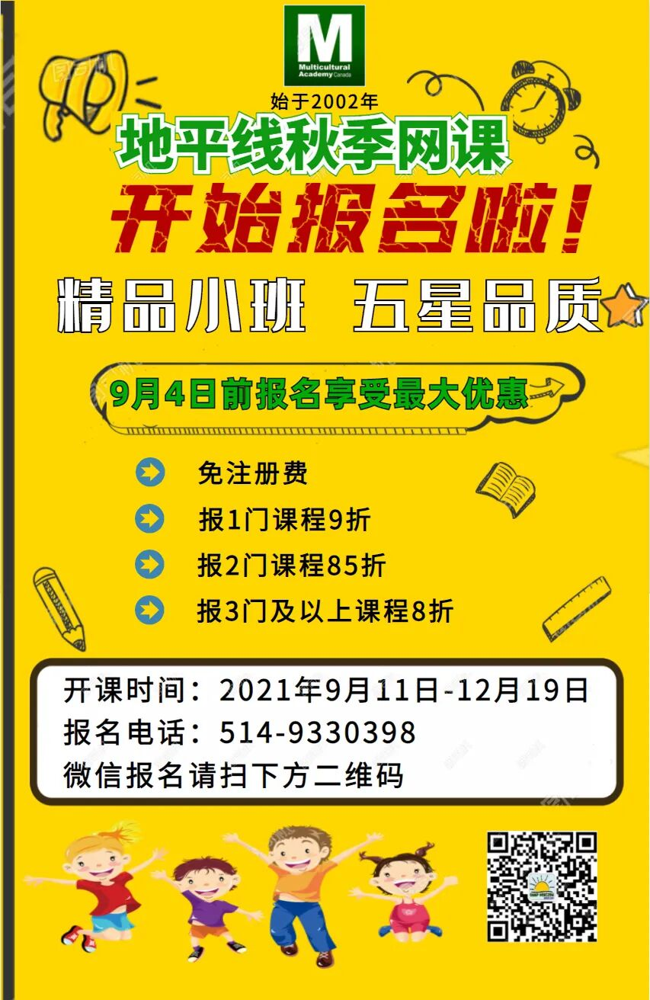 M
Multicultural
Academy Canada
始于2002年
地平线秋季网课
开始报名啦!
精品小班 五星品质
9月4日前报名享受最大优惠
免注册费
报1门课程9折
报2门课程85折
报3门及以上课程8折
开课时间：2021年9月11日-12月19日
报名电话：514-9330398
微信报名请扫下方二维码